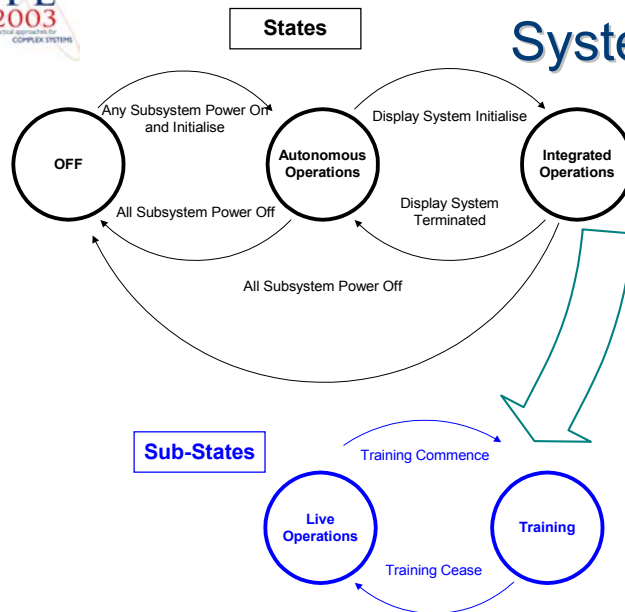 2003
COMPLEX SYSTEMS
States
Syste
Any Subsystem Power On
and Initialise
Display System Initialise
OFF
Autonomous
Operations
Integrated
Operations
All Subsystem Power Off
Display System
Terminated
All Subsystem Power Off
Sub-States
Training Commence
Live
Operations
Training
Training Cease